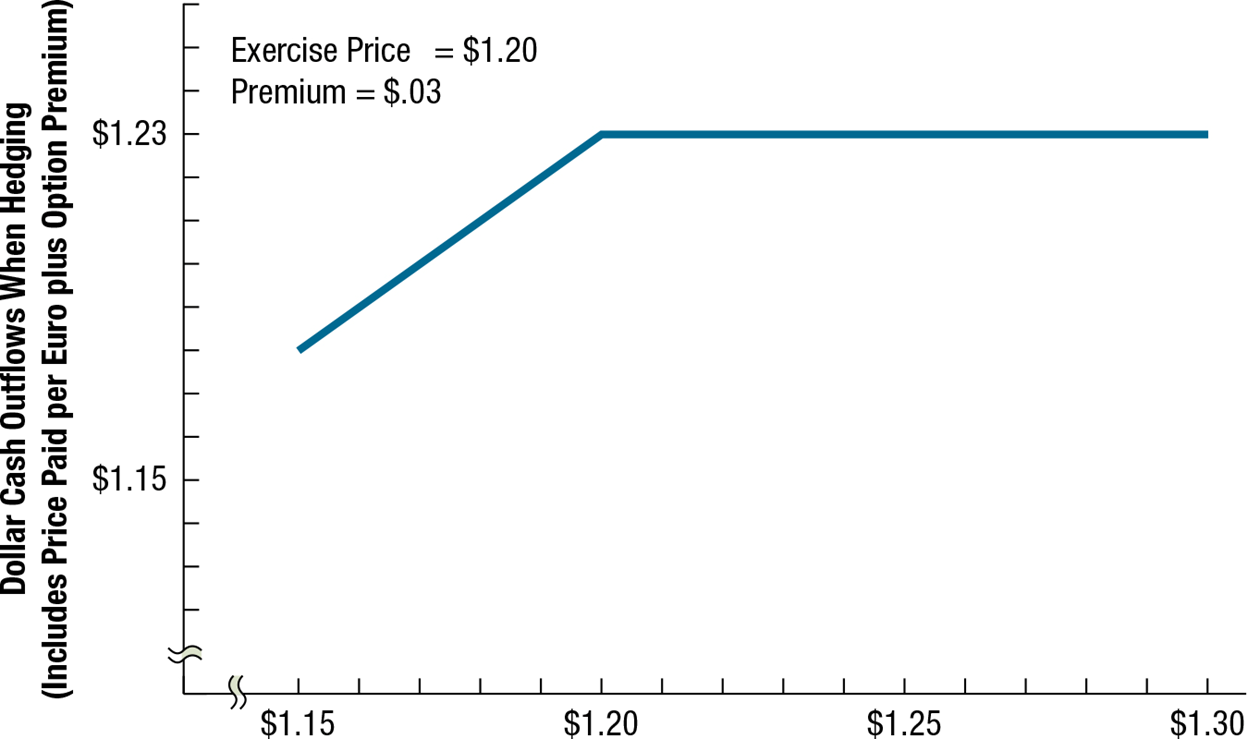 Dollar Cash Outflows When Hedging
(Includes Price Paid per Euro plus Option Premium)
Exercise Price = $1.20
Premium = $.03
$1.23
$1.15
$1.15
$1.20
$1.25
$1.30